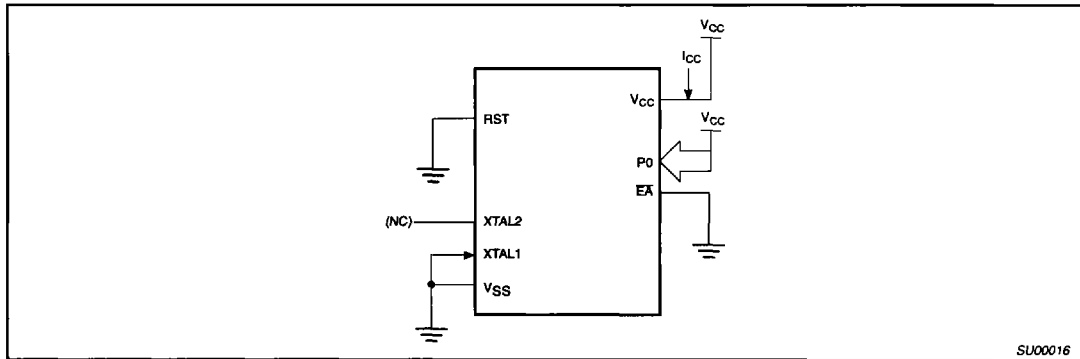 VCC
ICC
VCC
RST
VCC
P0
EA
(NC)
XTAL2
XTAL1
VSS
SU00016